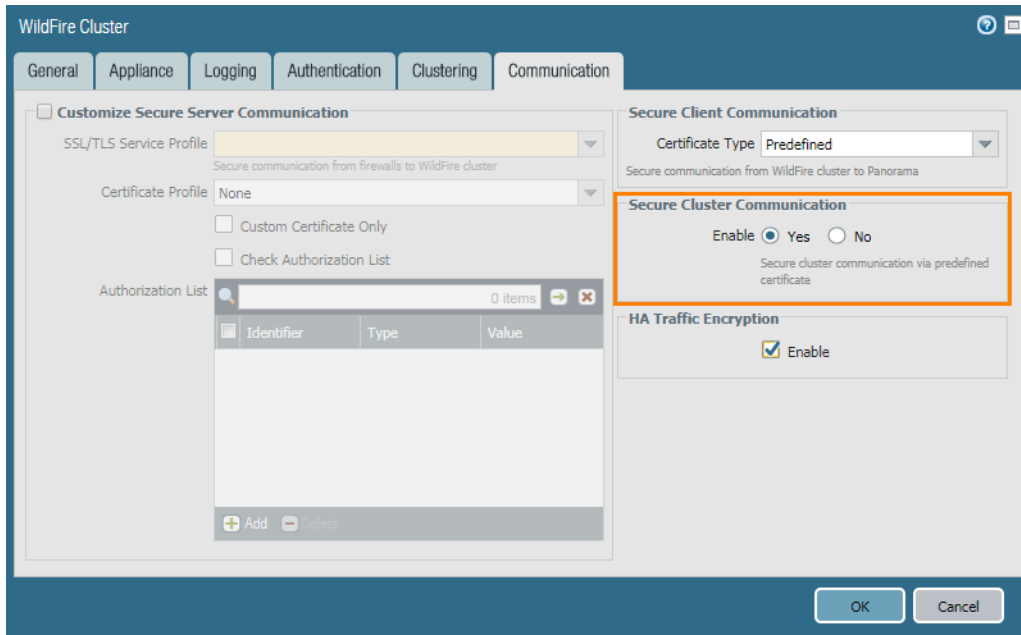 WildFire Cluster
General Appliance Logging Authentication Clustering Communication
Customize Secure Server Communication
SSL/TLS Service Profile
Secure communication from firewalls to WildFire cluster
Certificate Profile None
Custom Certificate Only
Check Authorization List
Authorization List
0 items
Identifier Type Value
Add Delete
Secure Client Communication
Certificate Type Predefined
Secure communication from WildFire cluster to Panorama
Secure Cluster Communication
Enable Yes No
Secure cluster communication via predefined
certificate
HA Traffic Encryption
Enable
OK Cancel